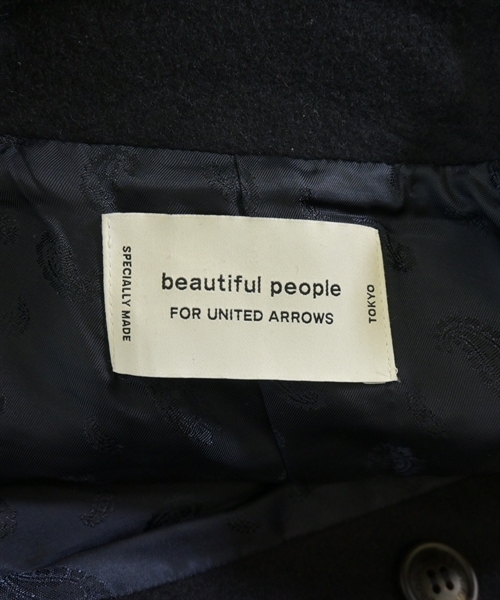 SPECIALLY MADE
beautiful people
FOR UNITED ARROWS
TOKYO